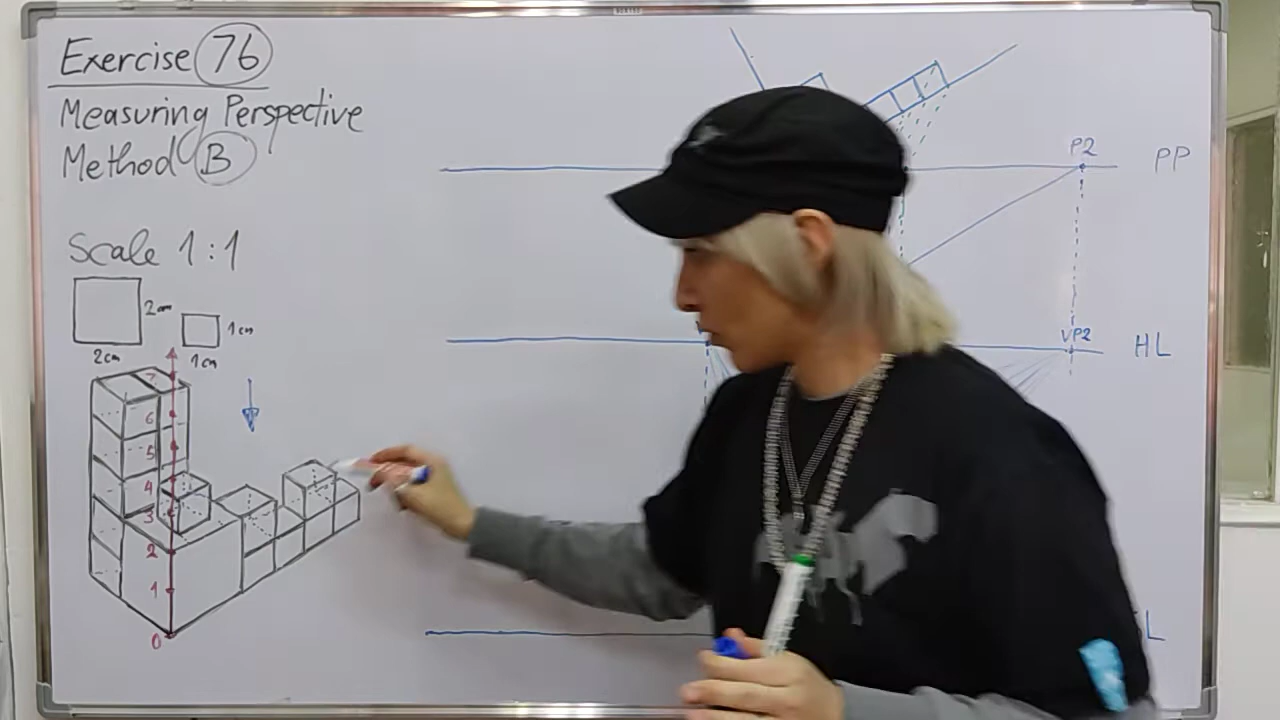 Exercise 76
Measuring Perspective
Method B
Scale 1:1
2cm
1cm
2cm
1cm
7
6
5
4
3
2
1
0
P2
PP
VP2
HL
L